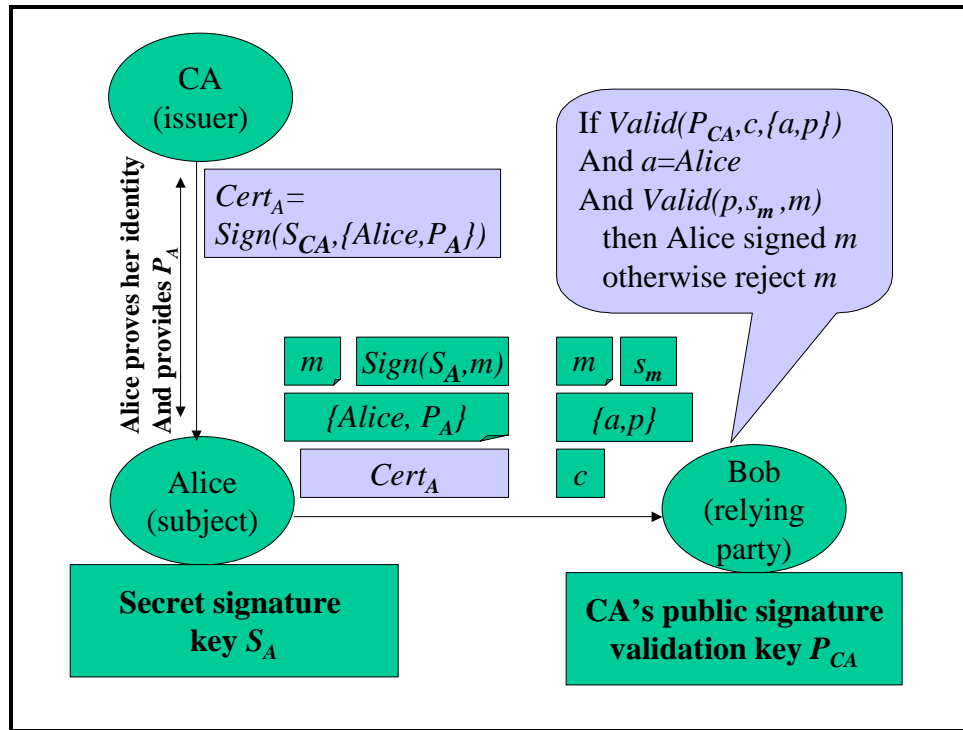 CA
(issuer)
Alice proves her identity
And provides P_A
Cert_A=
Sign(S_CA,{Alice,P_A})
If Valid(P_CA,c,{a,p})
And a=Alice
And Valid(p,s_m,m)
then Alice signed m
otherwise reject m
m
Sign(S_A,m)
m
s_m
{Alice, P_A}
{a,p}
Cert_A
c
Alice
(subject)
Bob
(relying
party)
Secret signature
key S_A
CA’s public signature
validation key P_CA